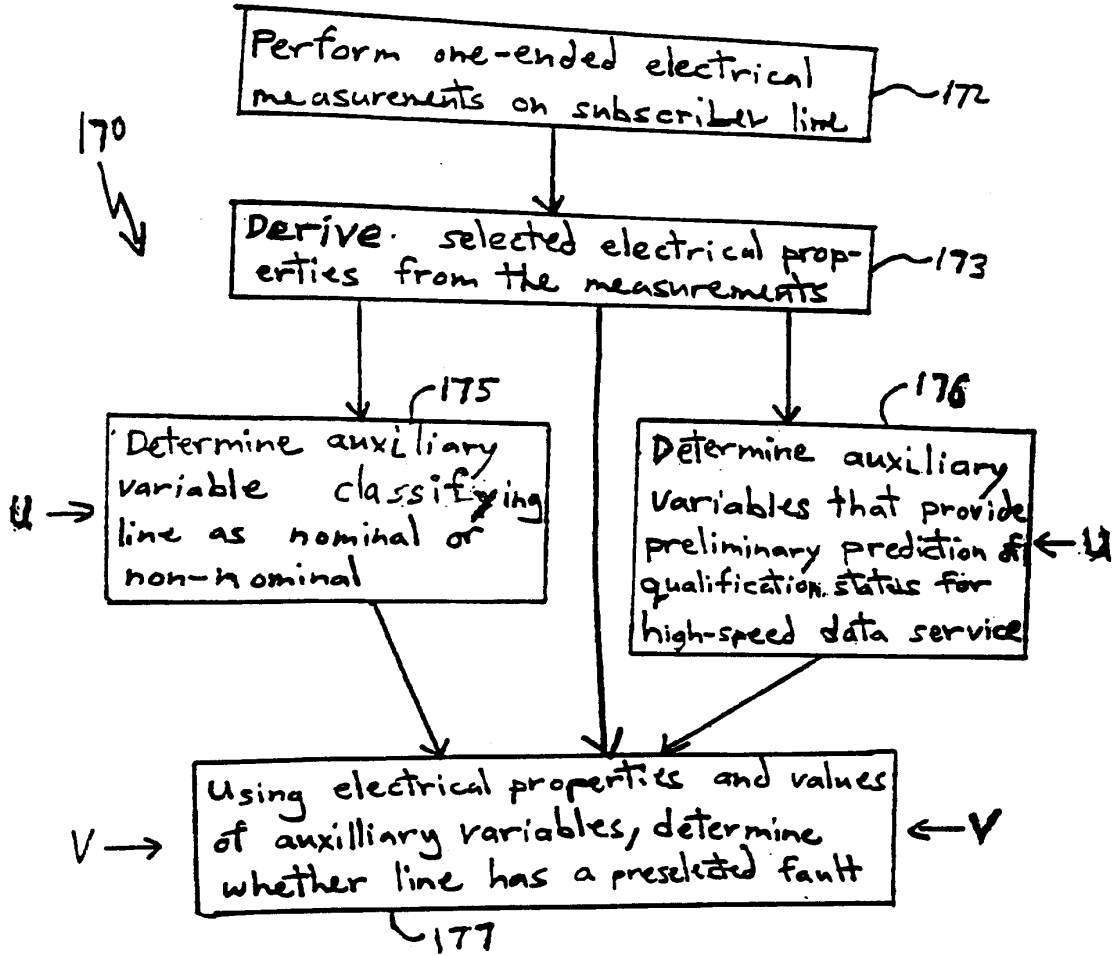 Perform one-ended electrical
measurements on subscriber line
172
170
Derive. selected electrical prop-
erties from the measurements
173
175
Determine auxiliary
variable classifying
line as nominal or
non-nominal
U
176
Determine auxiliary
variables that provide
preliminary prediction of
qualification status for
high-speed data service
U
Using electrical properties and values
of auxilliary variables, determine
whether line has a preselected fault
V
V
177